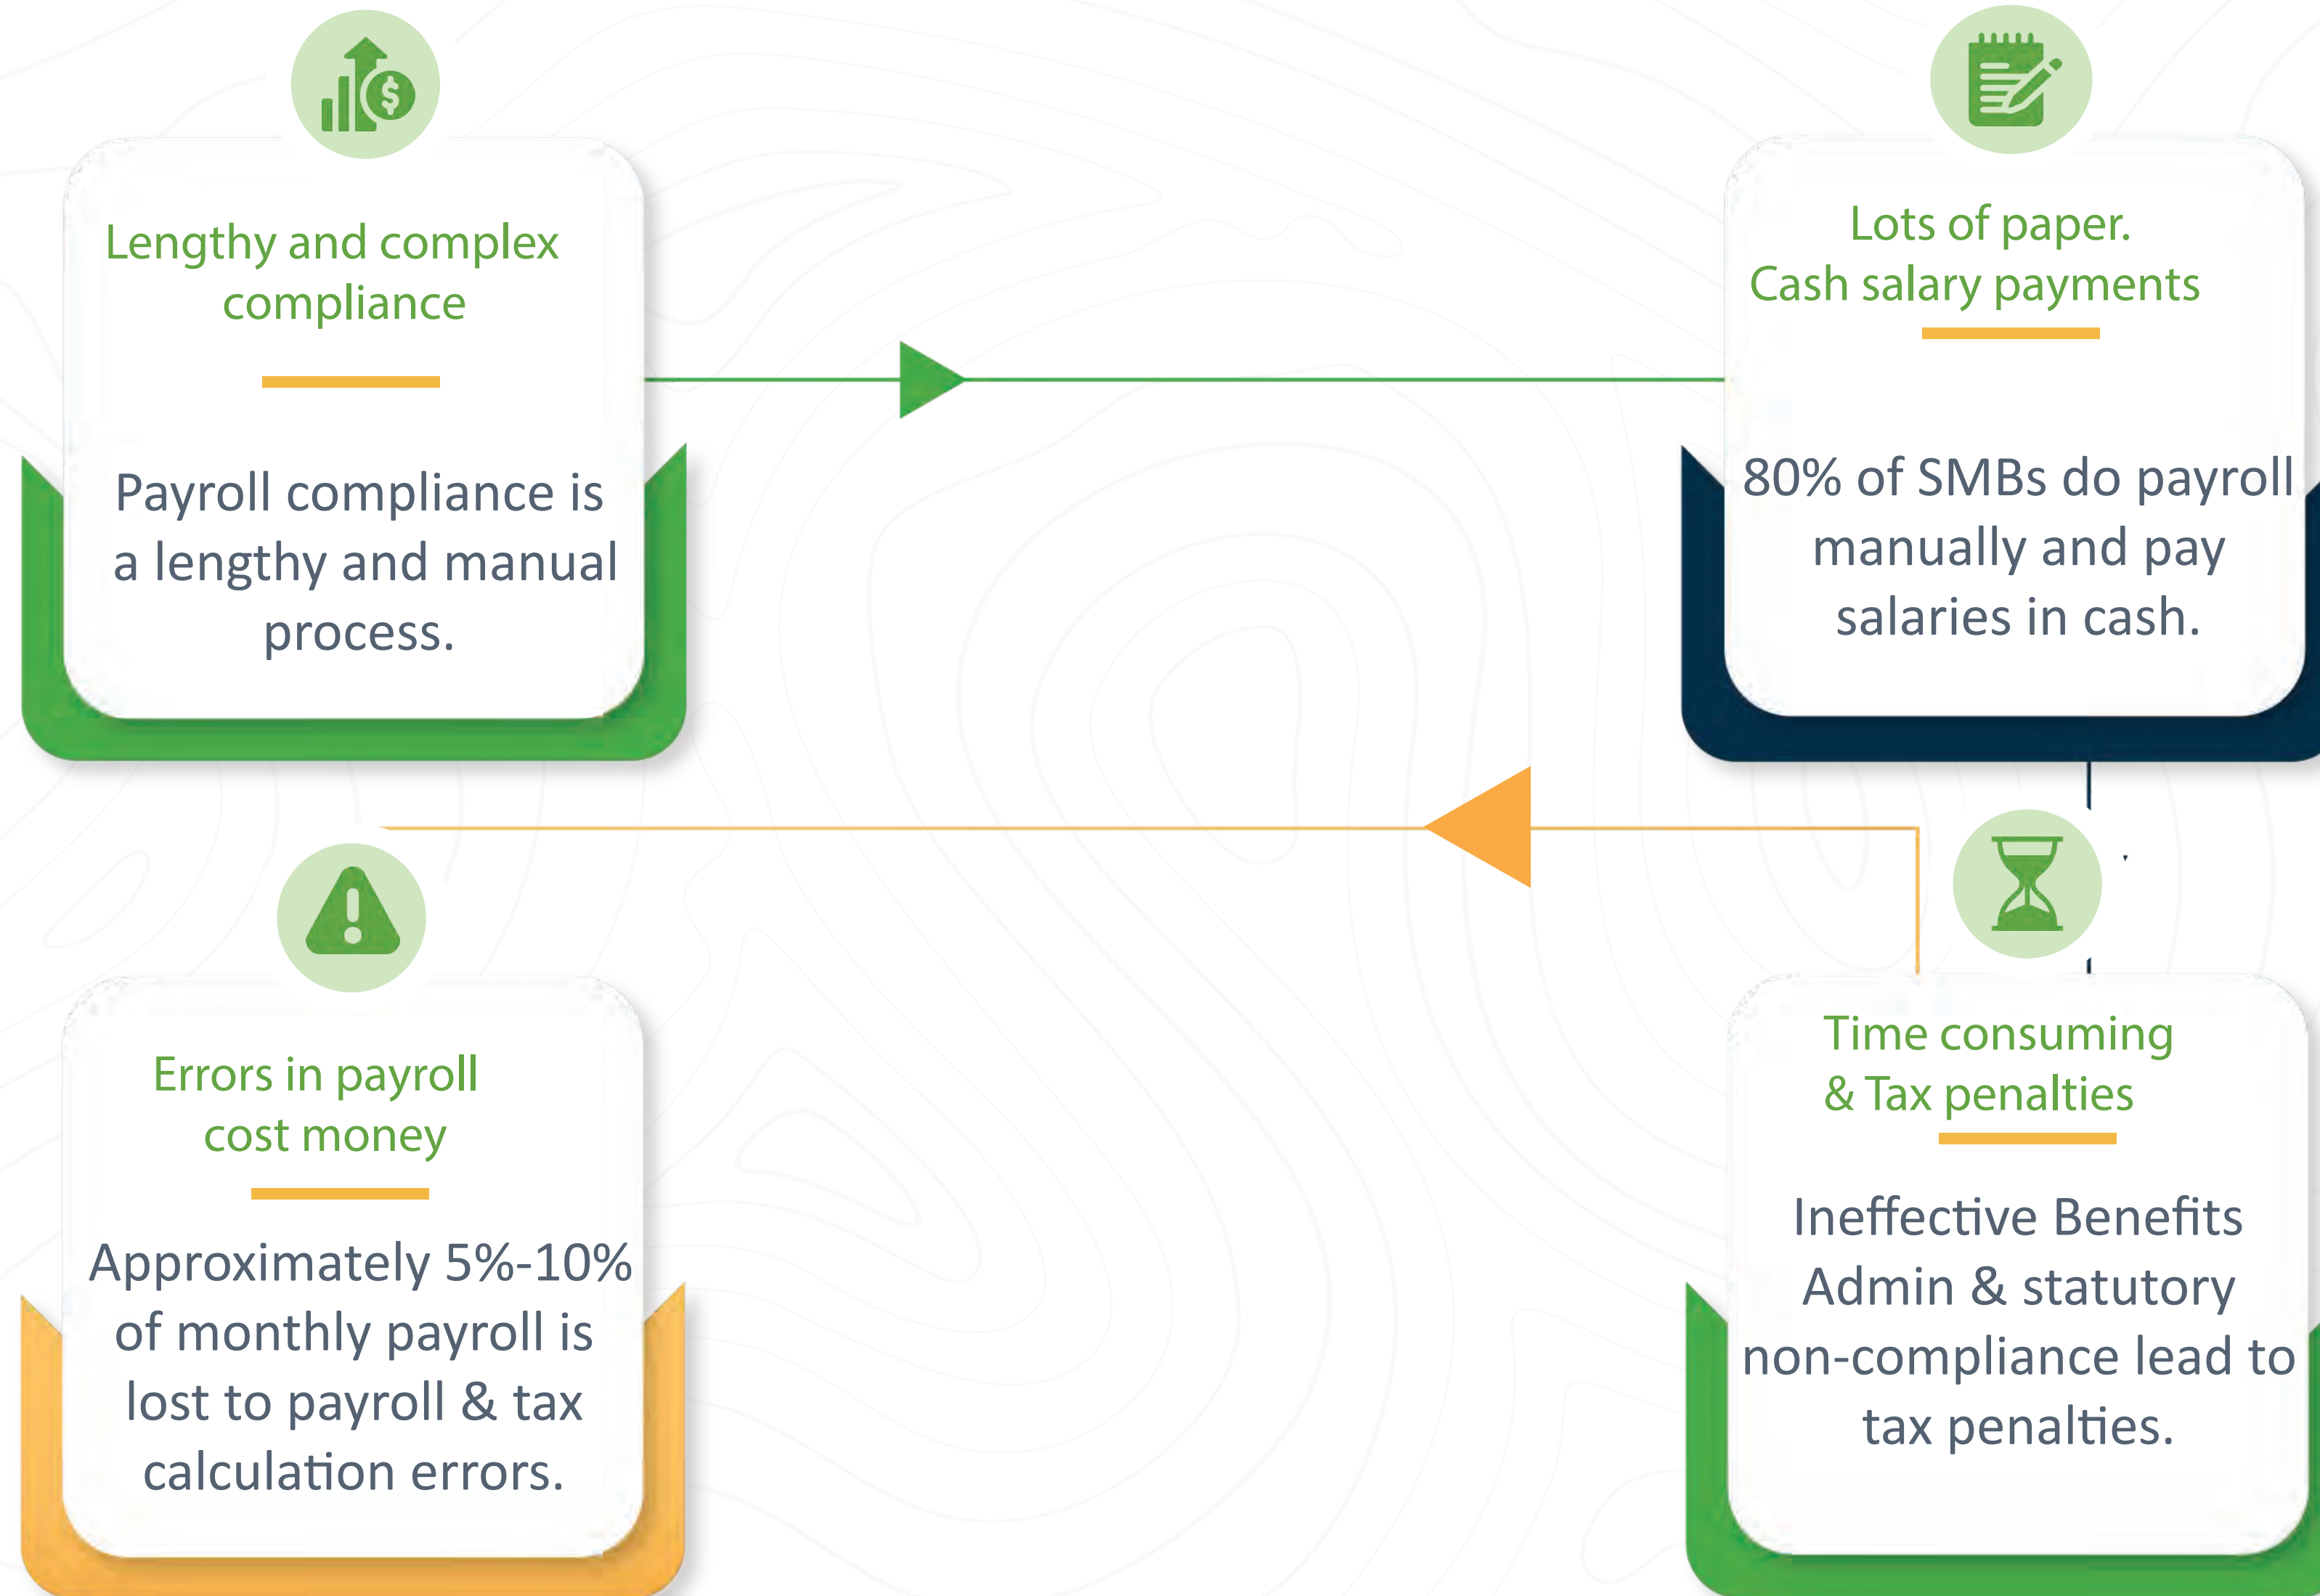 Lengthy and complex
compliance
Payroll compliance is
a lengthy and manual
process.
Lots of paper.
Cash salary payments
80% of SMBs do payroll
manually and pay
salaries in cash.
Errors in payroll
cost money
Approximately 5%-10%
of monthly payroll is
lost to payroll & tax
calculation errors.
Time consuming
& Tax penalties
Ineffective Benefits
Admin & statutory
non-compliance lead to
tax penalties.